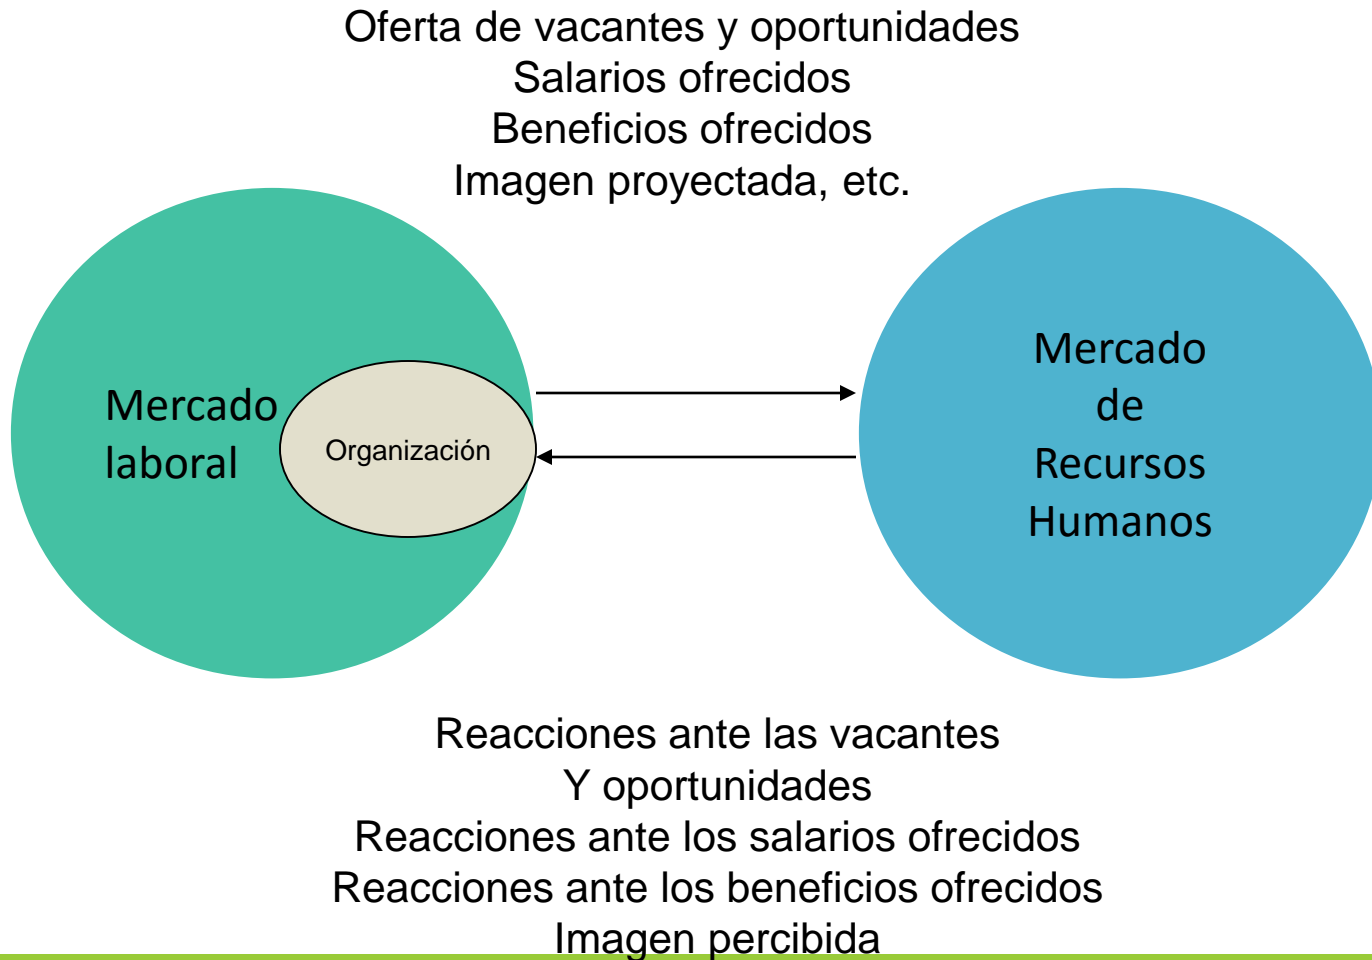 Oferta de vacantes y oportunidades
Salarios ofrecidos
Beneficios ofrecidos
Imagen proyectada, etc.
Mercado
laboral
Organización
Mercado
de
Recursos
Humanos
Reacciones ante las vacantes
Y oportunidades
Reacciones ante los salarios ofrecidos
Reacciones ante los beneficios ofrecidos
Imagen percibida